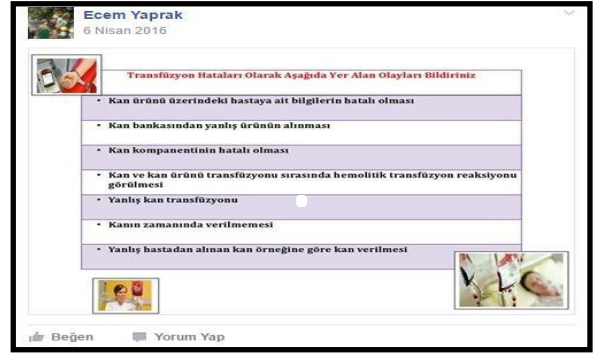 Ecem Yaprak
6 Nisan 2016
Transfüzyon Hataları Olarak Aşağıda Yer Alan Olayları Bildiriniz
• Kan ürünü üzerindeki hastaya ait bilgilerin hatalı olması
• Kan bankasından yanlış ürünün alınması
• Kan kompanentinin hatalı olması
• Kan ve kan ürünü transfüzyonu sırasında hemolitik transfüzyon reaksiyonu
görülmesi
• Yanlış kan transfüzyonu
• Kanın zamanında verilmemesi
• Yanlış hastadan alınan kan örneğine göre kan verilmesi
Beğen Yorum Yap